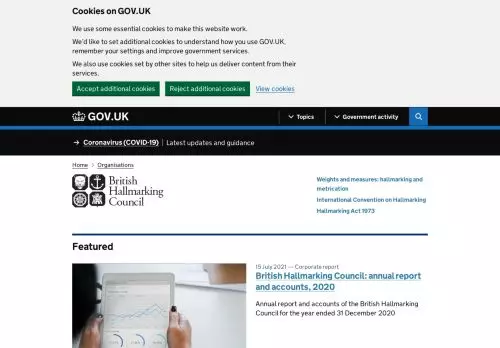 Cookies on GOV.UK
We use some essential cookies to make this website work.
We'd like to set additional cookies to understand how you use GOV.UK,
remember your settings and improve government services.
We also use cookies set by other sites to help us deliver content from their
services.
Accept additional cookies
Reject additional cookies
View cookies
GOV.UK
Topics
Government activity
Coronavirus (COVID-19)
Latest updates and guidance
Home
Organisations
British
Hallmarking
Council
Weights and measures: hallmarking and
metrication
International Convention on Hallmarking
Hallmarking Act 1973
Featured
15 July 2021 — Corporate report
British Hallmarking Council: annual report
and accounts, 2020
Annual report and accounts of the British Hallmarking
Council for the year ended 31 December 2020